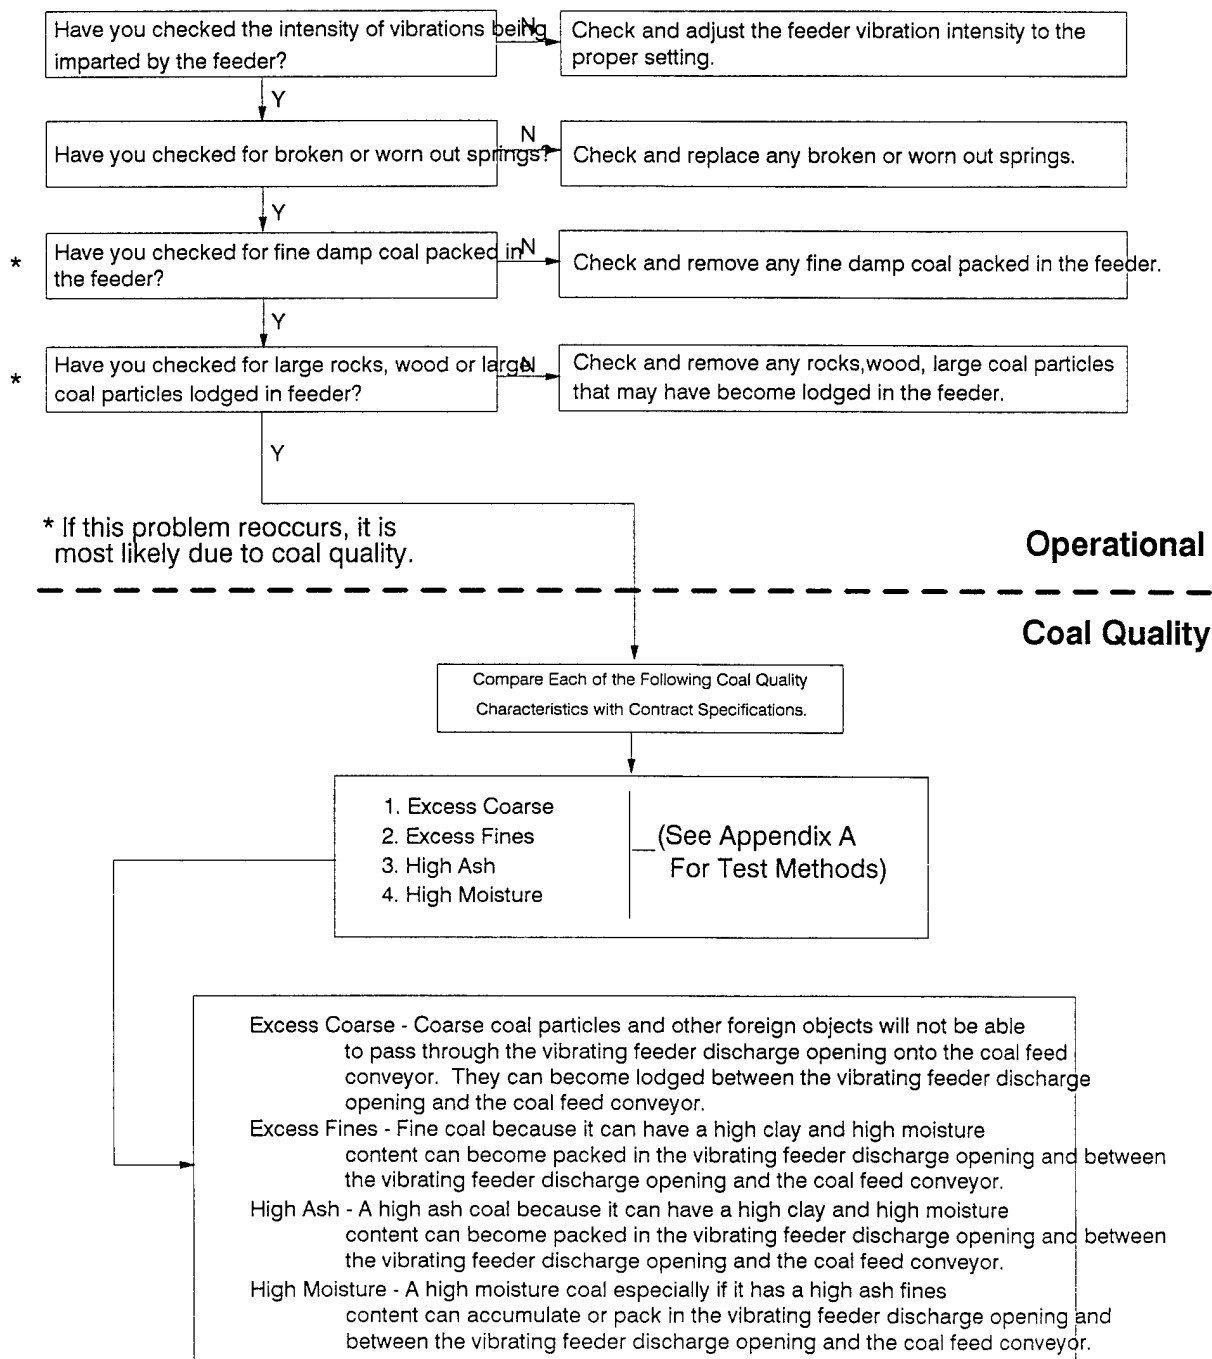 Have you checked the intensity of vibrations being
imparted by the feeder?
N
Check and adjust the feeder vibration intensity to the
proper setting.
Y
Have you checked for broken or worn out springs?
N
Check and replace any broken or worn out springs.
Y
*
Have you checked for fine damp coal packed in
the feeder?
N
Check and remove any fine damp coal packed in the feeder.
Y
*
Have you checked for large rocks, wood or large
coal particles lodged in feeder?
N
Check and remove any rocks,wood, large coal particles
that may have become lodged in the feeder.
Y
* If this problem reoccurs, it is
most likely due to coal quality.
Operational
Coal Quality
Compare Each of the Following Coal Quality
Characteristics with Contract Specifications.
1. Excess Coarse
2. Excess Fines
3. High Ash
4. High Moisture
(See Appendix A
For Test Methods)
Excess Coarse - Coarse coal particles and other foreign objects will not be able
to pass through the vibrating feeder discharge opening onto the coal feed
conveyor. They can become lodged between the vibrating feeder discharge
opening and the coal feed conveyor.
Excess Fines - Fine coal because it can have a high clay and high moisture
content can become packed in the vibrating feeder discharge opening and between
the vibrating feeder discharge opening and the coal feed conveyor.
High Ash - A high ash coal because it can have a high clay and high moisture
content can become packed in the vibrating feeder discharge opening and between
the vibrating feeder discharge opening and the coal feed conveyor.
High Moisture - A high moisture coal especially if it has a high ash fines
content can accumulate or pack in the vibrating feeder discharge opening and
between the vibrating feeder discharge opening and the coal feed conveyor.